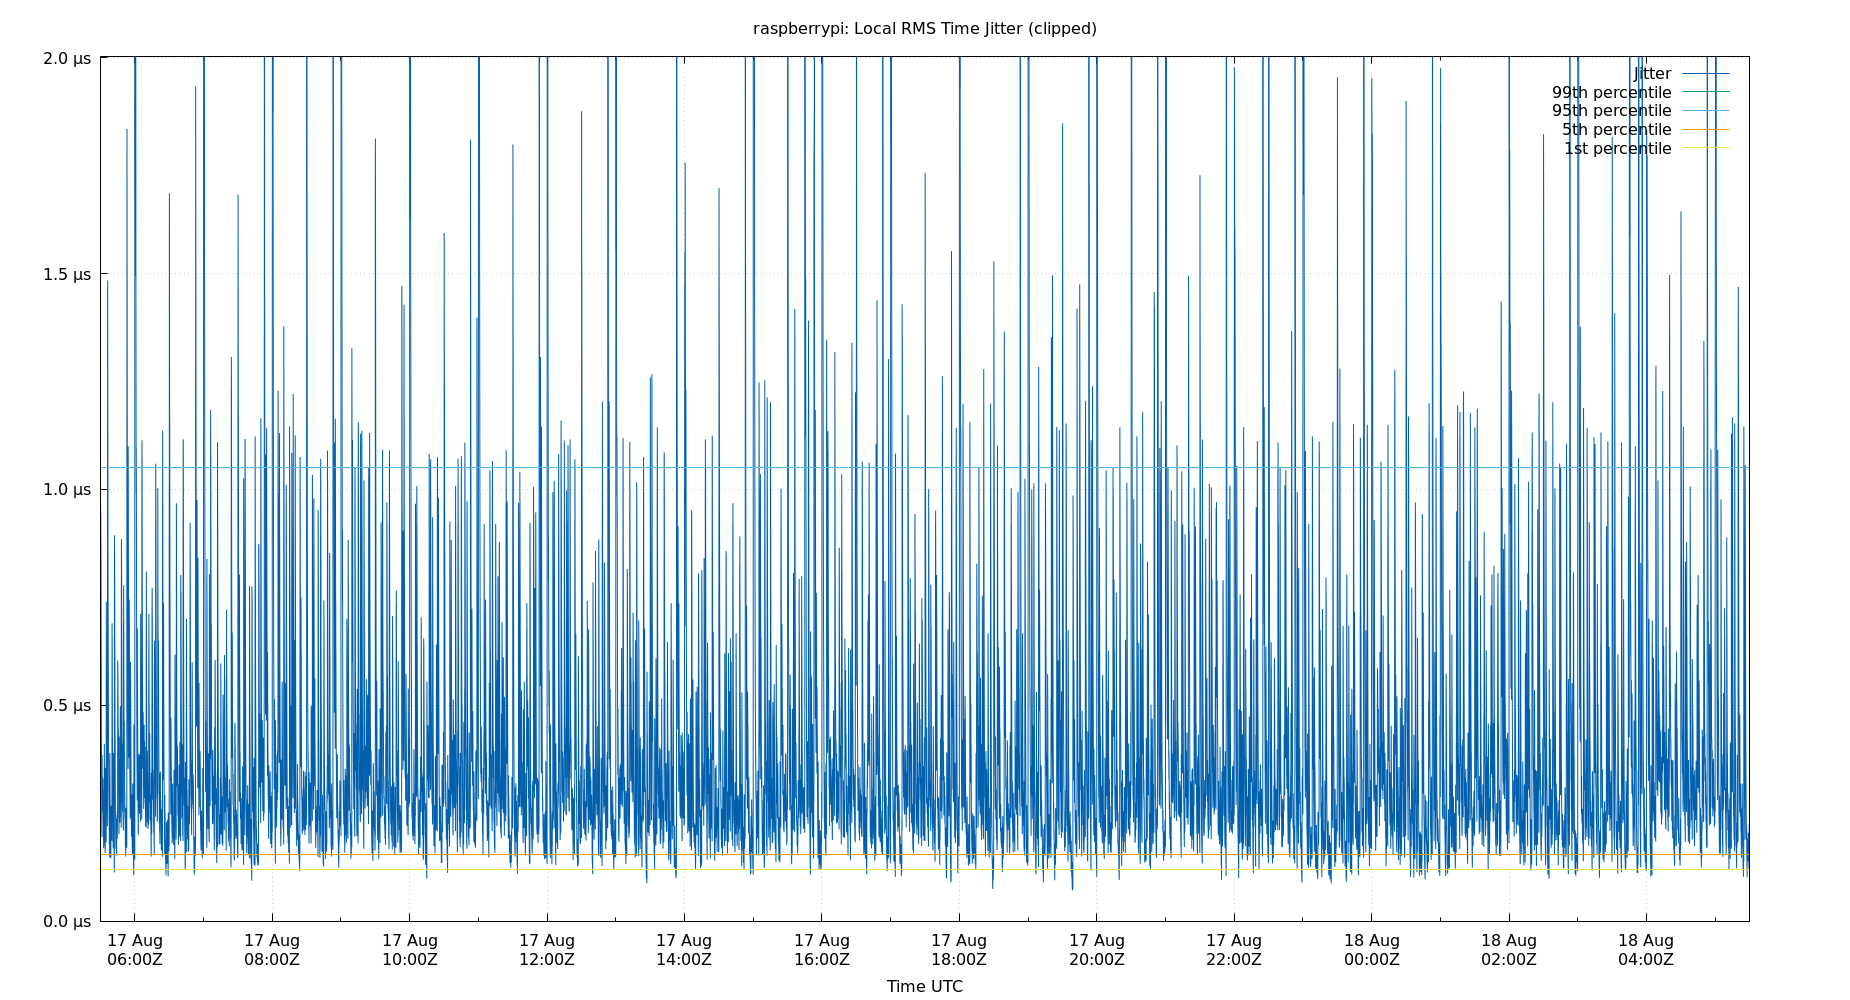 raspberrypi: Local RMS Time Jitter (clipped)
2.0 μs
1.5 μs
1.0 μs
0.5 μs
0.0 μs
Jitter
99th percentile
95th percentile
5th percentile
1st percentile
17 Aug 17 Aug 17 Aug 17 Aug 17 Aug 17 Aug 17 Aug 17 Aug 17 Aug 18 Aug 18 Aug 18 Aug
06:00Z 08:00Z 10:00Z 12:00Z 14:00Z 16:00Z 18:00Z 20:00Z 22:00Z 00:00Z 02:00Z 04:00Z
Time UTC